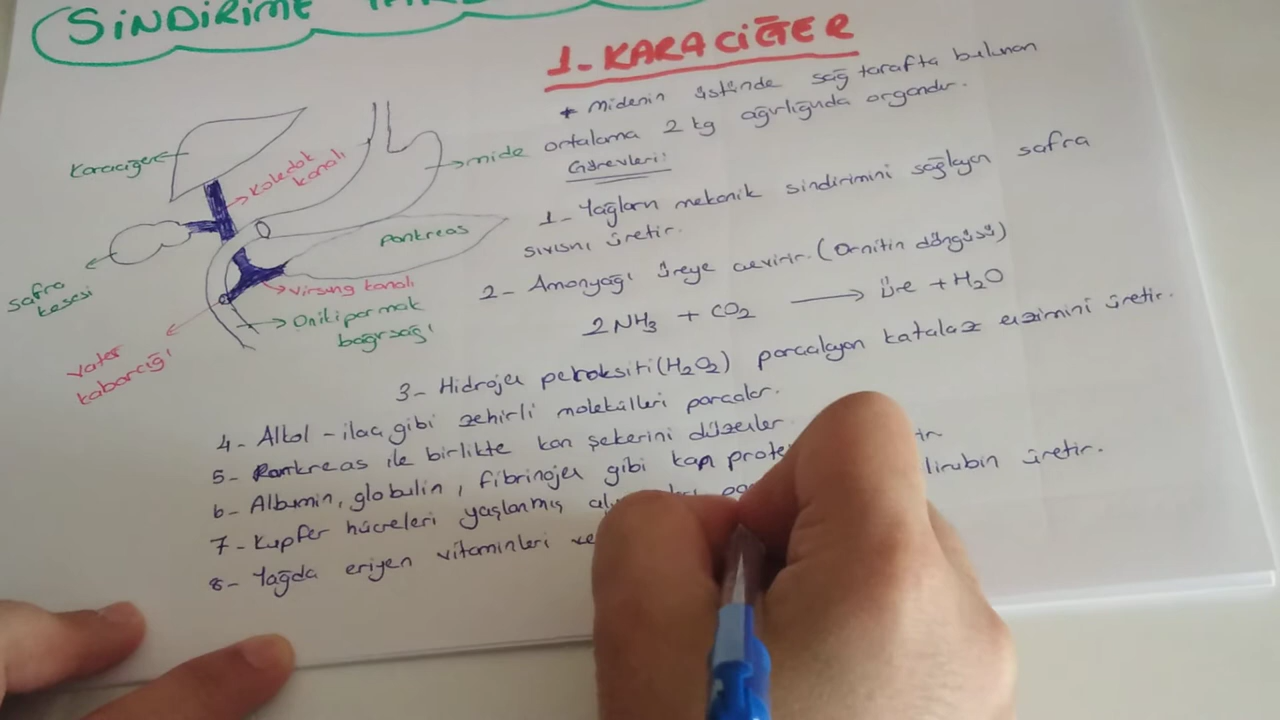 SİNDİRİME
1- KARACİĞER
* midenin üstünde sağ tarafta bulunan
ortalama 2 kg ağırlığında organdır.
Görevleri:
1- Yağların mekanik sindirimini sağlayan safra
sıvısını üretir.
2- Amonyağı üreye çevirir. (Ornitin döngüsü)
2NH3 + CO2 → üre + H2O
3- Hidrojen peroksiti (H2O2) parçalayan katalaz enzimini üretir.
4- Alkol - ilaç gibi zehirli molekülleri parçalar.
5- Pankreas ile birlikte kan şekerini düzenler
6- Albumin, globulin, fibrinojen gibi kan
7- Kupfer hücreleri yaşlanmış üretir.
8- Yağda eriyen vitaminleri
Karaciğer
Koledok
kanalı
mide
pankreas
safra
kesesi
virsung kanalı
Oniki parmak
bağırsağı
vater
kabarcığı